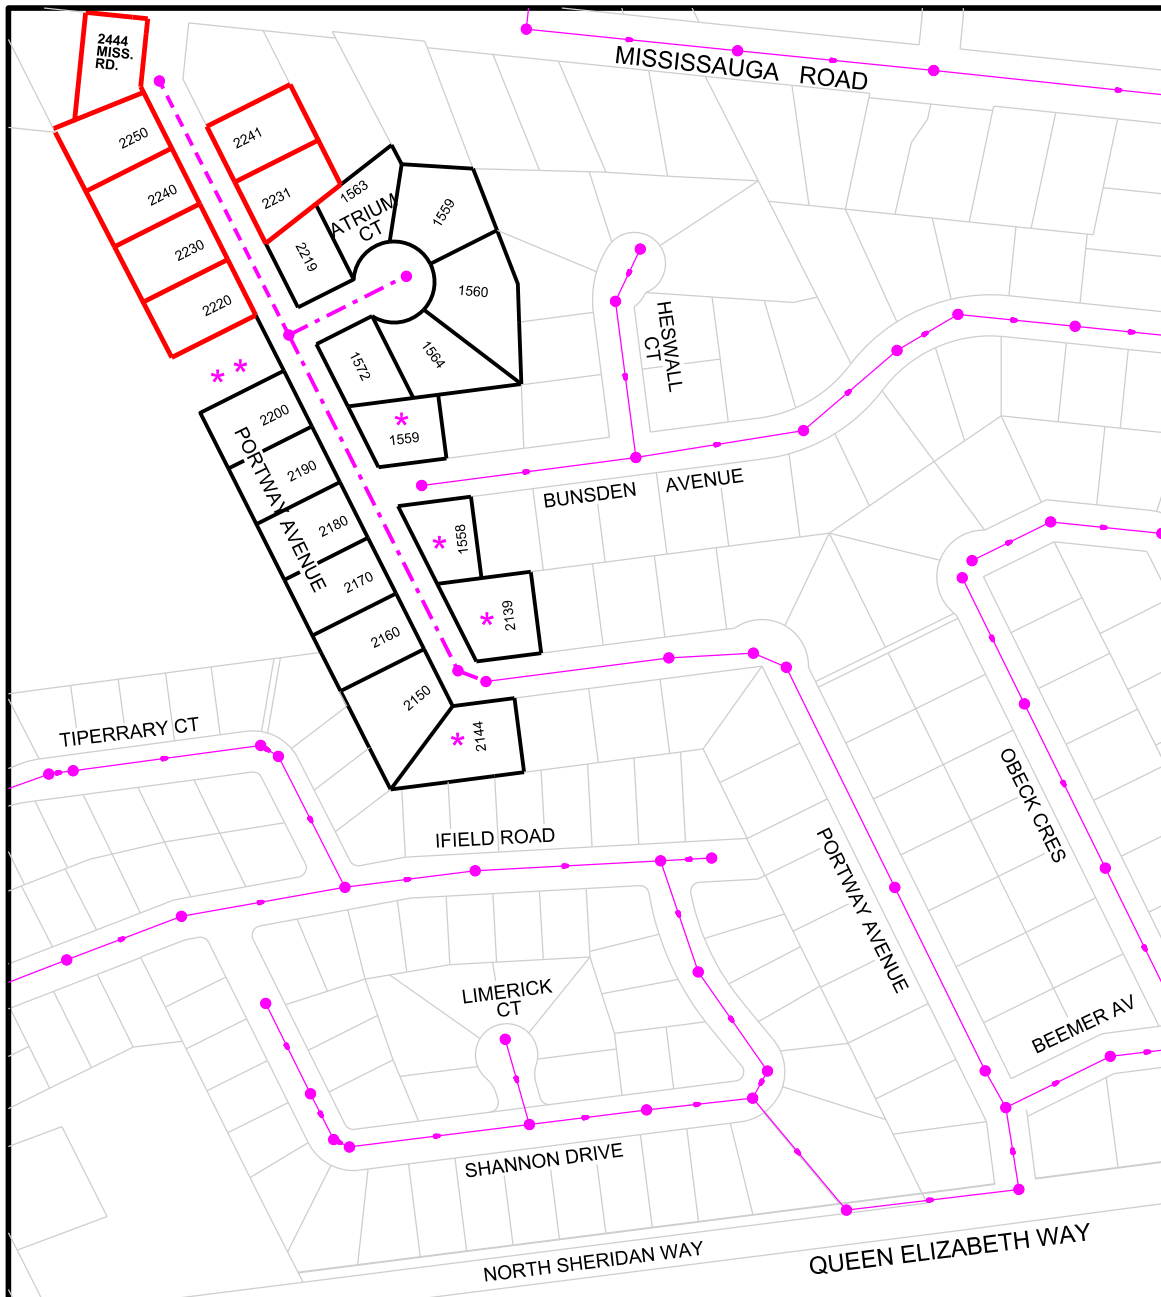 2444
MISS.
RD.
MISSISSAUGA ROAD
2250
2241
2240
2231
1563
1559
ATRIUM
CT
2230
2219
2220
1560
HESWALL
CT
1572
1564
* *
2200
*
1559
PORTWAY AVENUE
2190
BUNSDEN AVENUE
2180
*
1558
2170
*
2139
2160
2150
*
2144
TIPERRARY CT
OBECK CRES
IFIELD ROAD
PORTWAY AVENUE
LIMERICK
CT
BEEMER AV
SHANNON DRIVE
NORTH SHERIDAN WAY
QUEEN ELIZABETH WAY